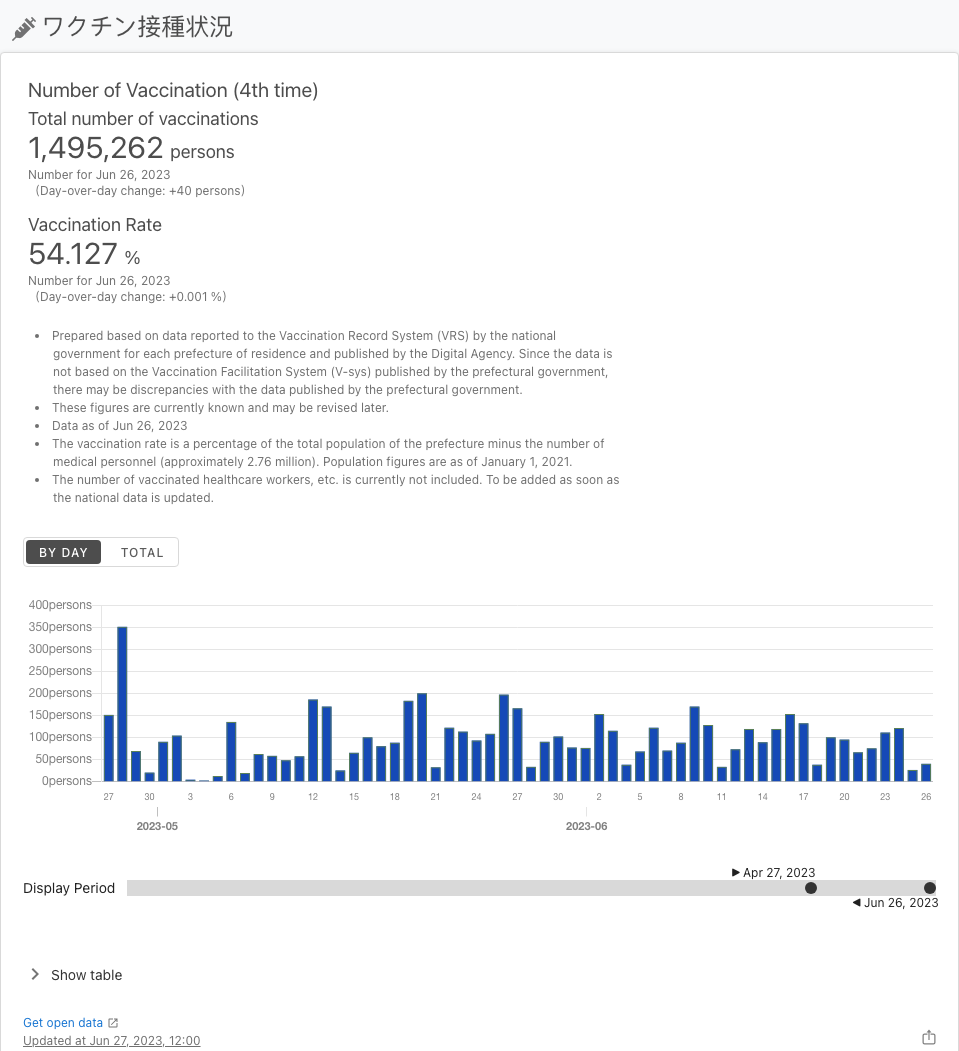 ワクチン接種状況
Number of Vaccination (4th time)
Total number of vaccinations
1,495,262 persons
Number for Jun 26, 2023
(Day-over-day change: +40 persons)
Vaccination Rate
54.127 %
Number for Jun 26, 2023
(Day-over-day change: +0.001 %)
• Prepared based on data reported to the Vaccination Record System (VRS) by the national
government for each prefecture of residence and published by the Digital Agency. Since the data is
not based on the Vaccination Facilitation System (V-sys) published by the prefectural government,
there may be discrepancies with the data published by the prefectural government.
• These figures are currently known and may be revised later.
• Data as of Jun 26, 2023
• The vaccination rate is a percentage of the total population of the prefecture minus the number of
medical personnel (approximately 2.76 million). Population figures are as of January 1, 2021.
• The number of vaccinated healthcare workers, etc. is currently not included. To be added as soon as
the national data is updated.
BY DAY TOTAL
400persons
350persons
300persons
250persons
200persons
150persons
100persons
50persons
0persons
27 30 3 6 9 12 15 18 21 24 27 30 2 5 8 11 14 17 20 23 26
2023-05 2023-06
▶ Apr 27, 2023
Display Period
◀ Jun 26, 2023
Show table
Get open data
Updated at Jun 27, 2023, 12:00